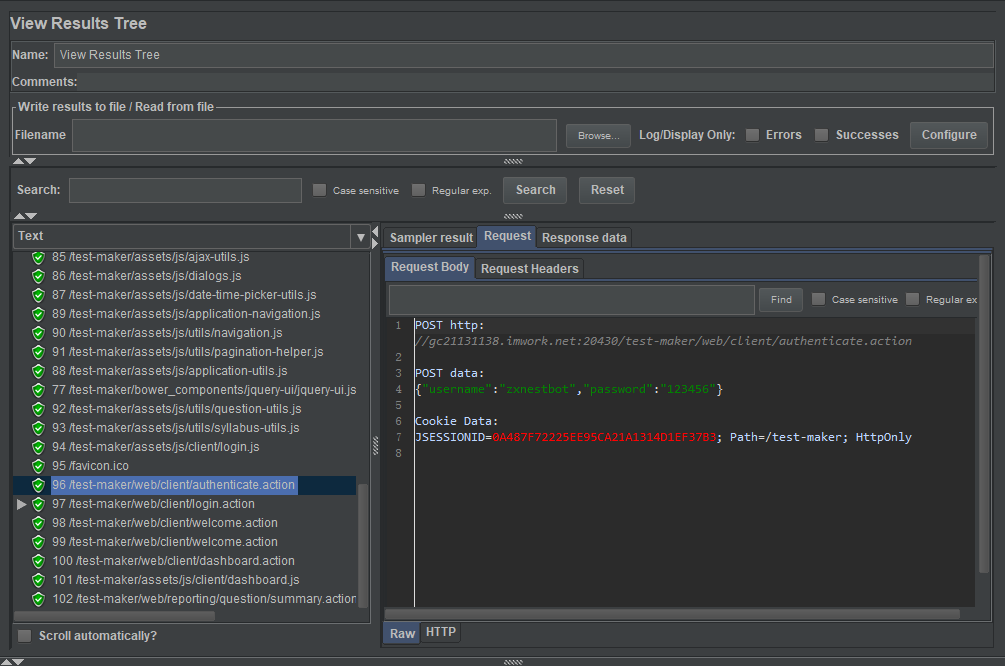 View Results Tree
Name: View Results Tree
Comments:
Write results to file / Read from file
Filename Browse... Log/Display Only: Errors Successes Configure
Search: Case sensitive Regular exp. Search Reset
Text
85 /test-maker/assets/js/ajax-utils.js
86 /test-maker/assets/js/dialogs.js
87 /test-maker/assets/js/date-time-picker-utils.js
89 /test-maker/assets/js/application-navigation.js
90 /test-maker/assets/js/utils/navigation.js
91 /test-maker/assets/js/utils/pagination-helper.js
88 /test-maker/assets/js/application-utils.js
77 /test-maker/bower_components/jquery-ui/jquery-ui.js
92 /test-maker/assets/js/utils/question-utils.js
93 /test-maker/assets/js/utils/syllabus-utils.js
94 /test-maker/assets/js/client/login.js
95 /favicon.ico
96 /test-maker/web/client/authenticate.action
97 /test-maker/web/client/login.action
98 /test-maker/web/client/welcome.action
99 /test-maker/web/client/welcome.action
100 /test-maker/web/client/dashboard.action
101 /test-maker/assets/js/client/dashboard.js
102 /test-maker/web/reporting/question/summary.action
Scroll automatically?
Sampler result Request Response data
Request Body Request Headers
Find Case sensitive Regular ex
1 POST http:
//gc21131138.imwork.net:20430/test-maker/web/client/authenticate.action
2
3 POST data:
4 {"username":"zxnestbot","password":"123456"}
5
6 Cookie Data:
7 JSESSIONID=0A487F72225EE95CA21A1314D1EF3783; Path=/test-maker; HttpOnly
8
Raw HTTP